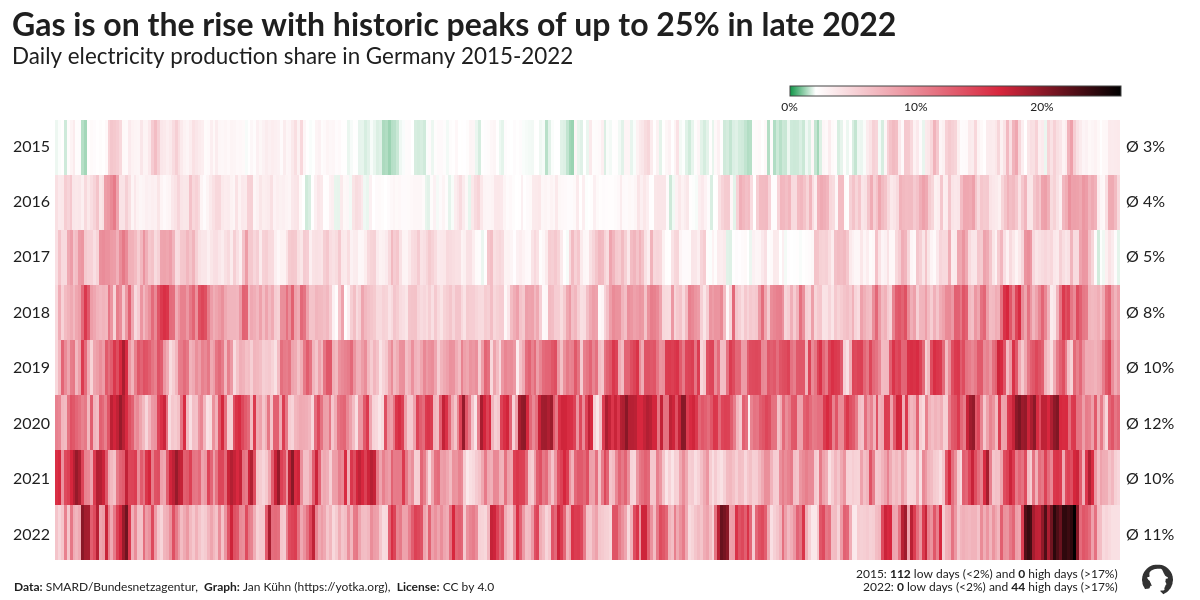 Gas is on the rise with historic peaks of up to 25% in late 2022
Daily electricity production share in Germany 2015-2022
0% 10% 20%
2015 Ø 3%
2016 Ø 4%
2017 Ø 5%
2018 Ø 8%
2019 Ø 10%
2020 Ø 12%
2021 Ø 10%
2022 Ø 11%
2015: 112 low days (<2%) and 0 high days (>17%)
Data: SMARD/Bundesnetzagentur, Graph: Jan Kühn (https://yotka.org), License: CC by 4.0
2022: 0 low days (<2%) and 44 high days (>17%)